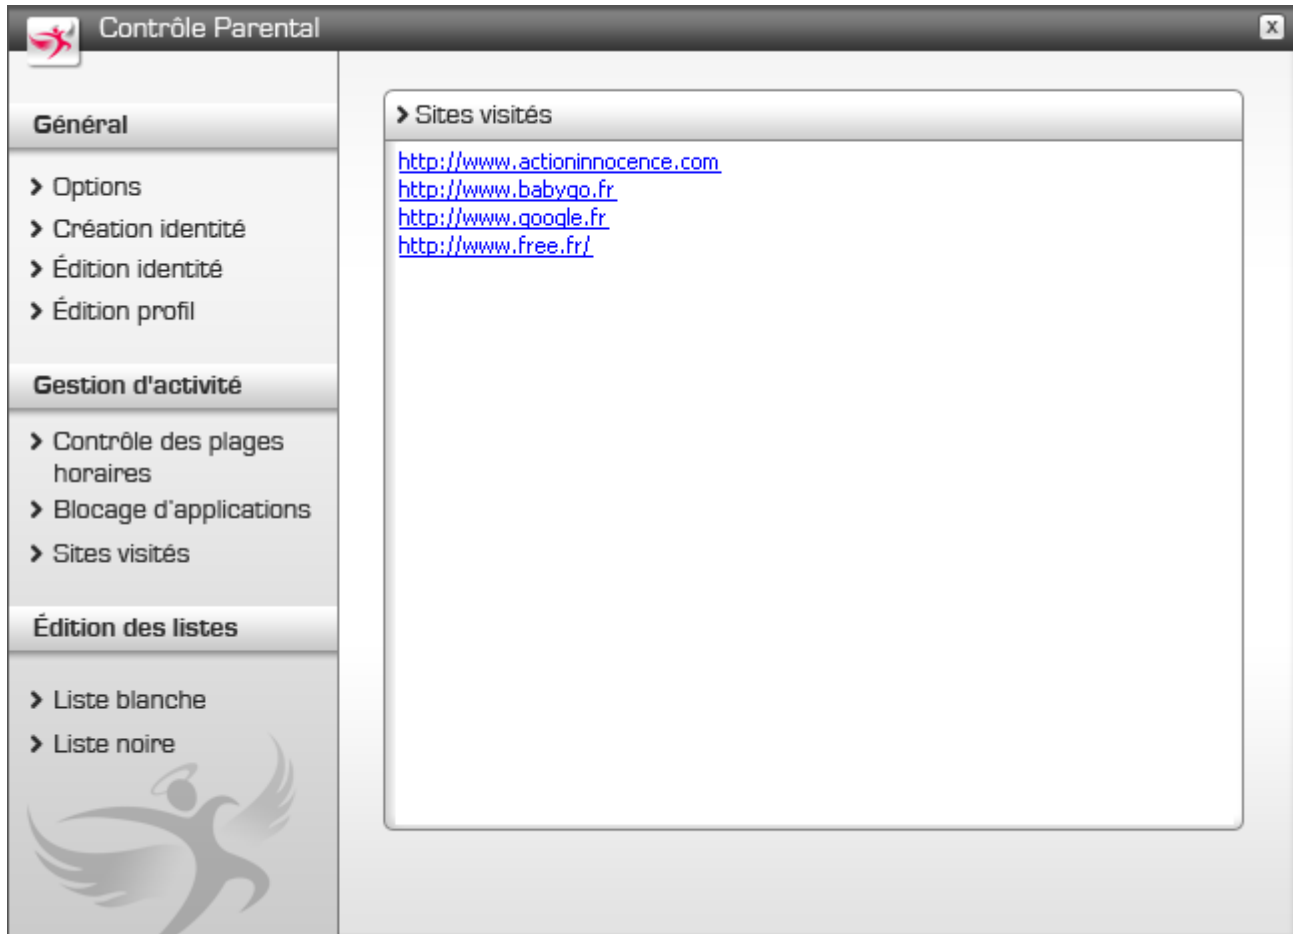 Contrôle Parental
x
Général
Options
Création identité
Édition identité
Édition profil
Gestion d'activité
Contrôle des plages
horaires
Blocage d'applications
Sites visités
Édition des listes
Liste blanche
Liste noire
Sites visités
http://www.actioninnocence.com
http://www.babygo.fr
http://www.google.fr
http://www.free.fr/